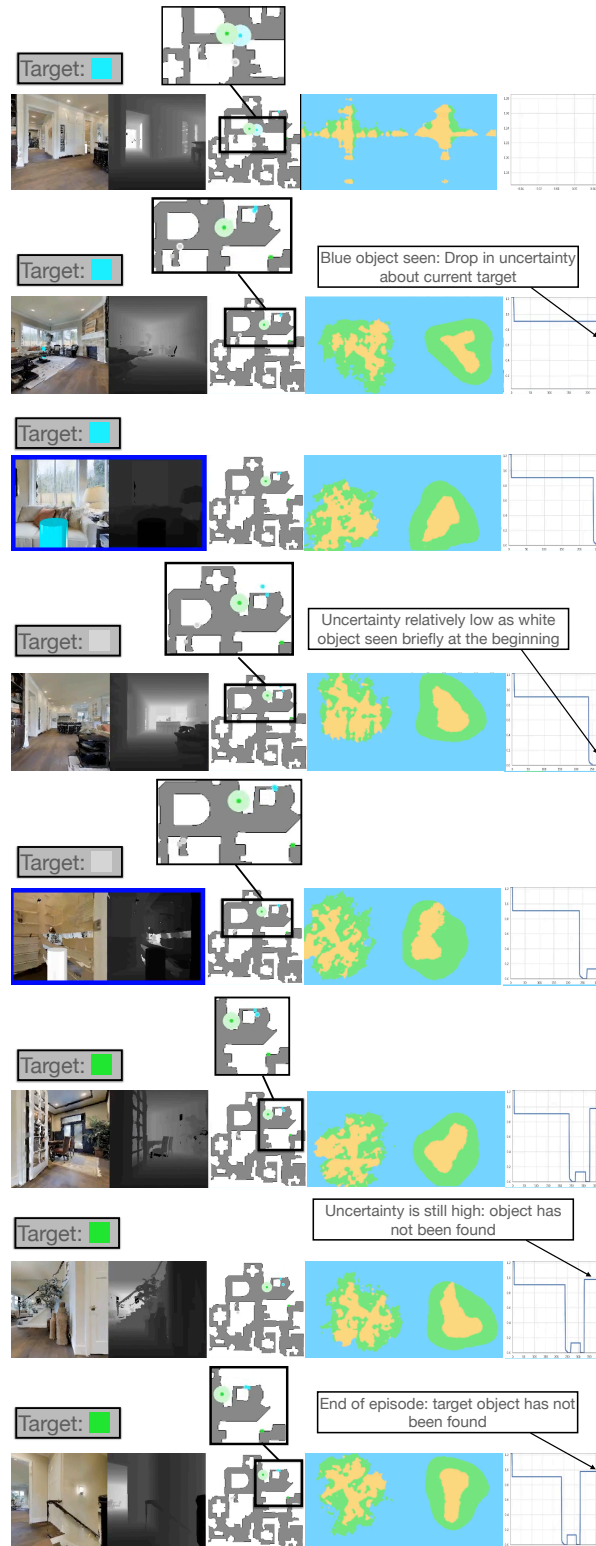 Target:
Target:
Blue object seen: Drop in uncertainty
about current target
Target:
Target:
Uncertainty relatively low as white
object seen briefly at the beginning
Target:
Target:
Uncertainty is still high: object has
not been found
Target:
End of episode: target object has not
been found
Target: